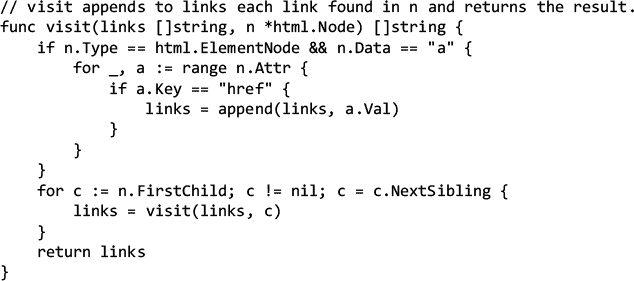 // visit appends to links each link found in n and returns the result.
func visit(links []string, n *html.Node) []string {
    if n.Type == html.ElementNode && n.Data == "a" {
        for _, a := range n.Attr {
            if a.Key == "href" {
                links = append(links, a.Val)
            }
        }
    }
    for c := n.FirstChild; c != nil; c = c.NextSibling {
        links = visit(links, c)
    }
    return links
}